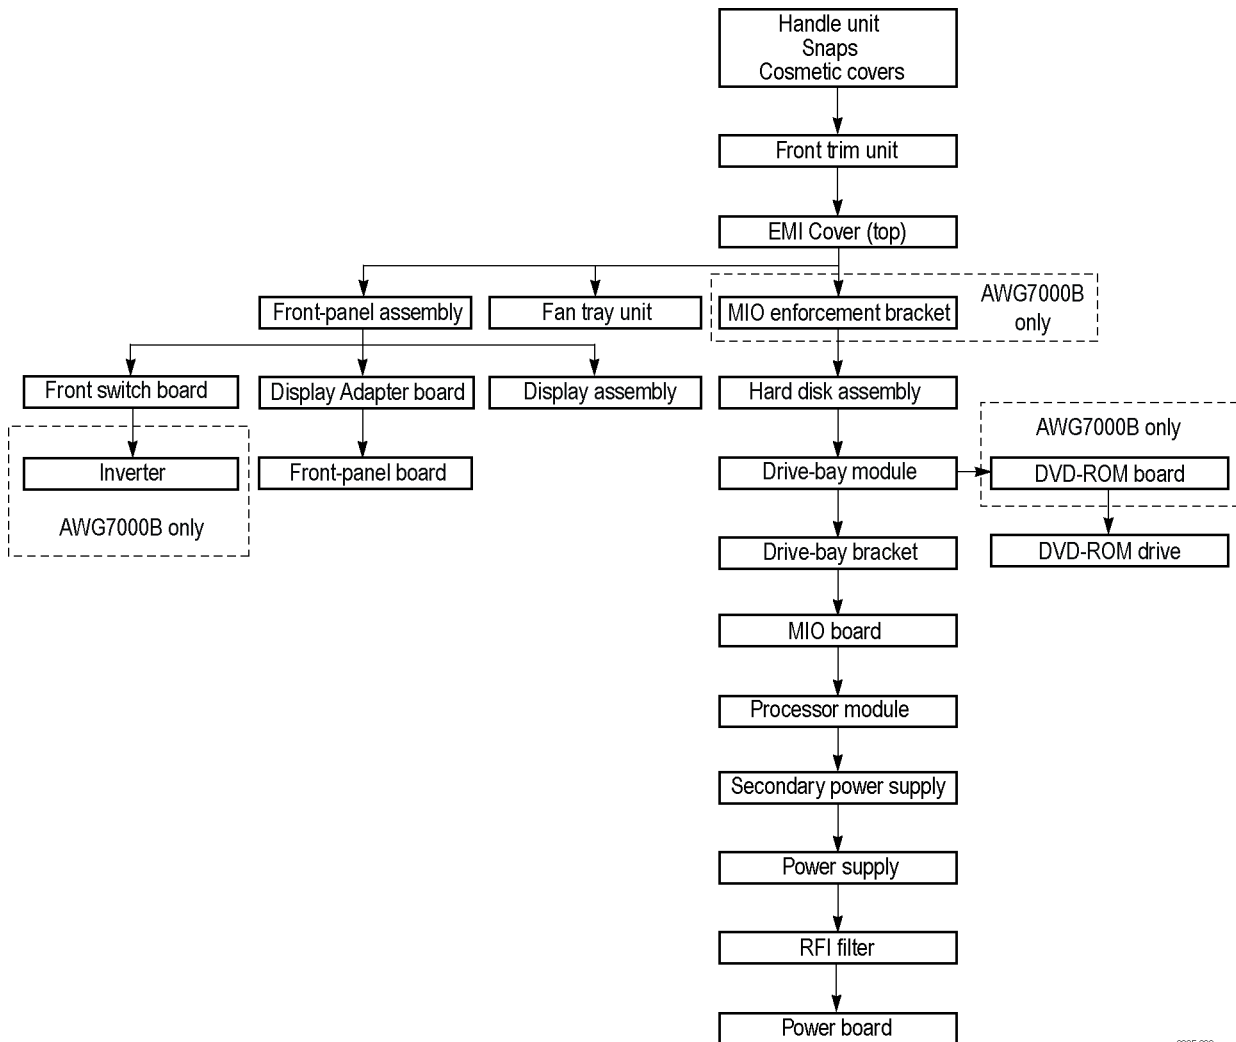 Handle unit
Snaps
Cosmetic covers
Front trim unit
EMI Cover (top)
Front-panel assembly
Fan tray unit
MIO enforcement bracket
AWG7000B
only
Front switch board
Display Adapter board
Display assembly
Hard disk assembly
AWG7000B only
Inverter
Front-panel board
Drive-bay module
DVD-ROM board
AWG7000B only
Drive-bay bracket
DVD-ROM drive
MIO board
Processor module
Secondary power supply
Power supply
RFI filter
Power board